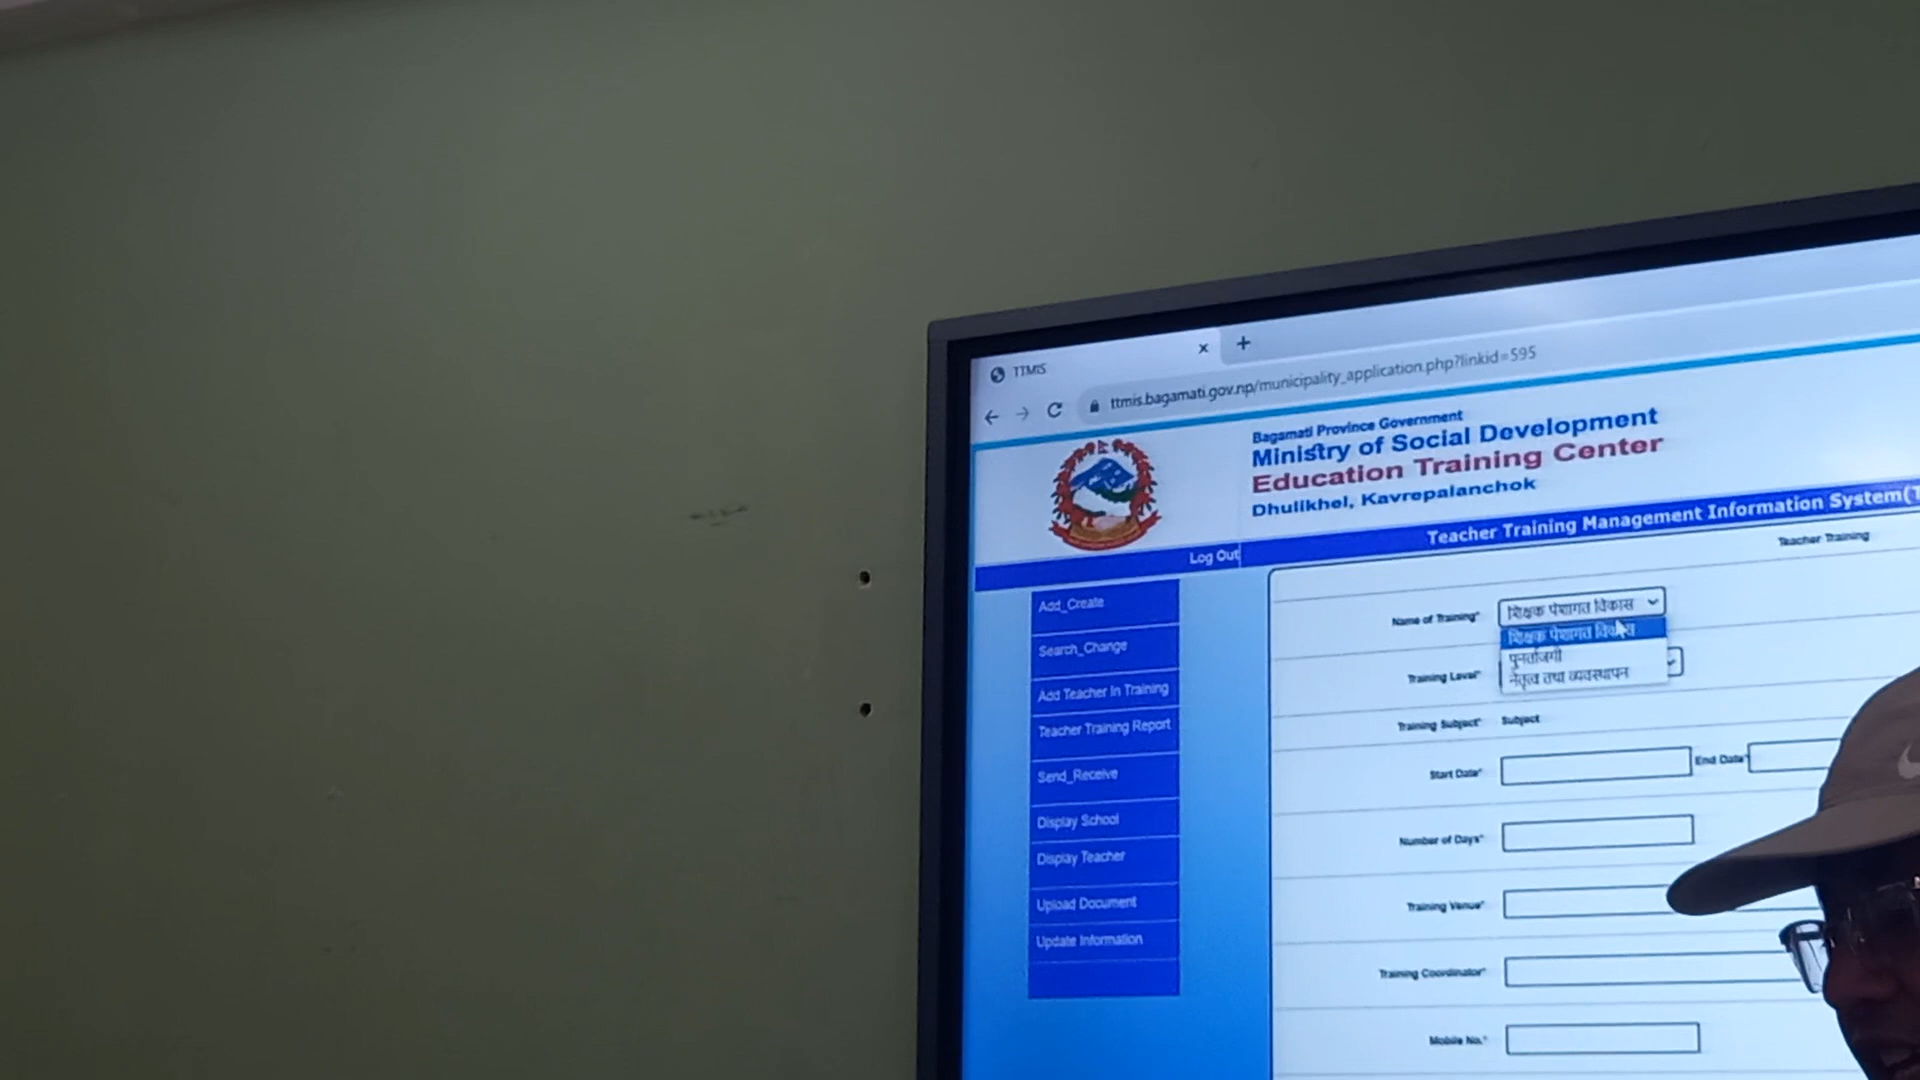 TTMIS
ttmis.bagamati.gov.np/municipality_application.php?linkid=595
Bagamati Province Government
Ministry of Social Development
Education Training Center
Dhulikhel, Kavrepalanchok
Teacher Training Management Information System(T
Log Out
Teacher Training
Add_Create
Search_Change
Add Teacher In Training
Teacher Training Report
Send_Receive
Display School
Display Teacher
Upload Document
Update Information
Name of Training* शिक्षक पेशागत विकास
शिक्षक पेशागत विकास
पुनर्ताजगी
नेतृत्व तथा व्यवस्थापन
Training Level*
Training Subject* Subject
Start Date* End Date*
Number of Days*
Training Venue*
Training Coordinator*
Mobile No.*